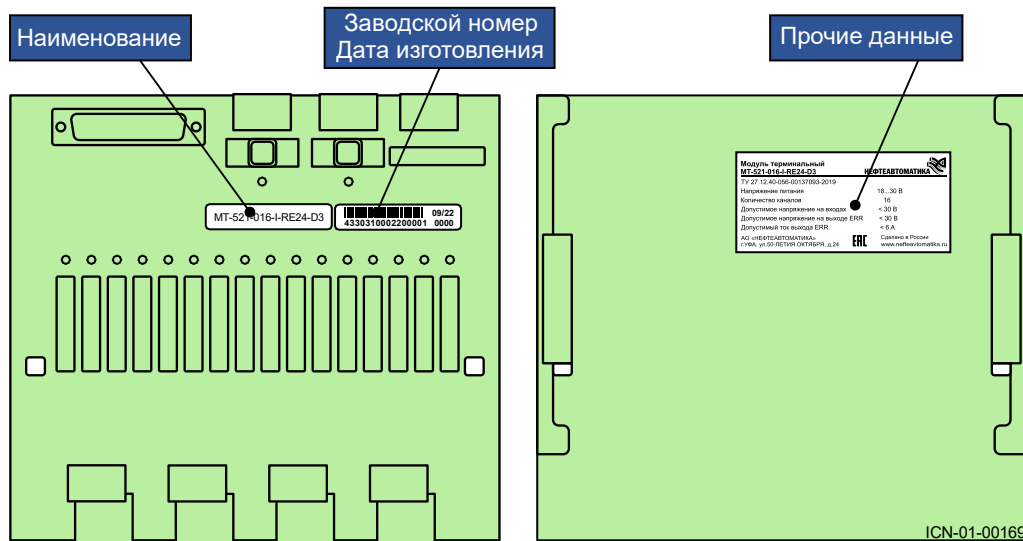 Наименование
Заводской номер
Дата изготовления
Прочие данные
МТ-521-016-I-RE24-D3
09/22
4330310002200001 0000
Модуль терминальный
МТ-521-016-I-RE24-D3
НЕФТЕАВТОМАТИКА
ТУ 27.12.40-056-00137093-2019
Напряжение питания 18...30 В
Количество каналов 16
Допустимое напряжение на входах < 30 В
Допустимое напряжение на выходе ERR < 30 В
Допустимый ток выхода ERR < 6 А
АО «НЕФТЕАВТОМАТИКА»
г.УФА, ул.50-ЛЕТИЯ ОКТЯБРЯ, д.24
EAC
Сделано в России
www.nefteavtomatika.ru
ICN-01-00169